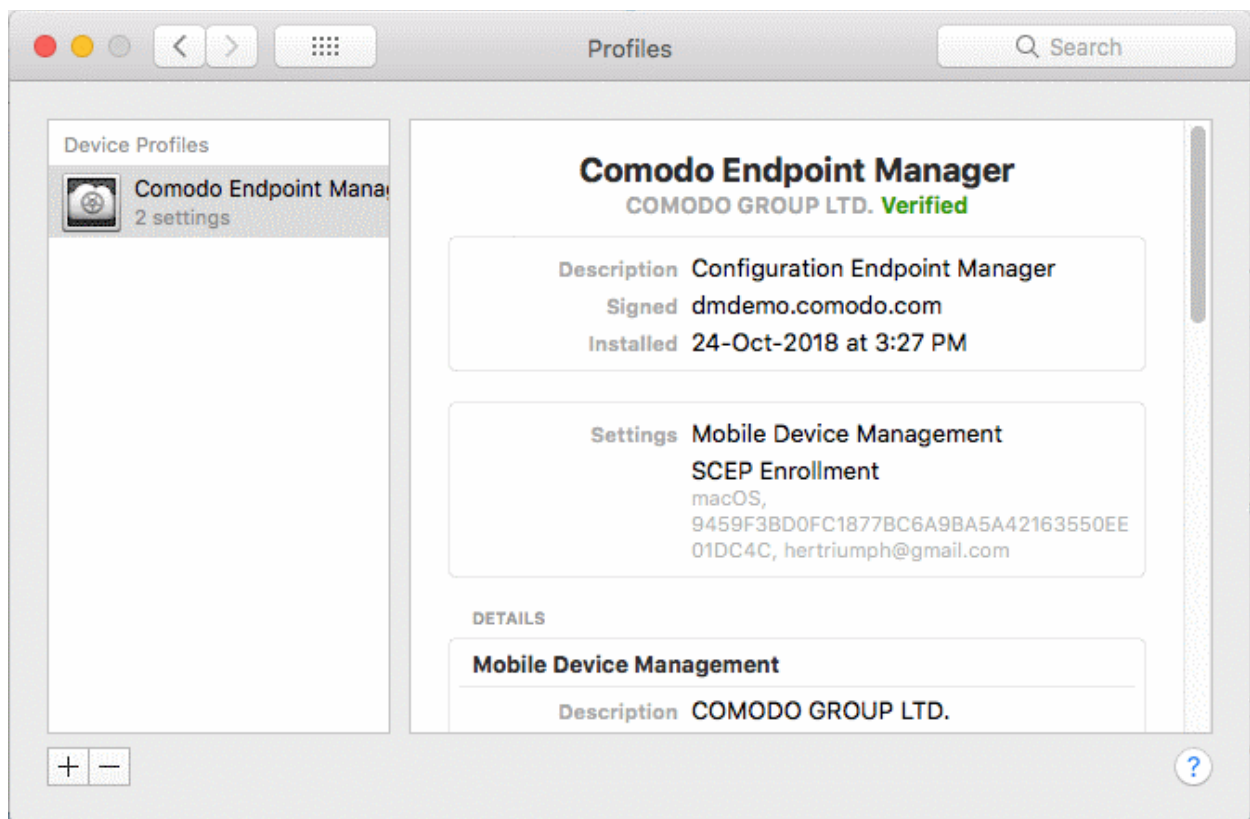 Profiles
Search
Device Profiles
Comodo Endpoint Mana
2 settings
Comodo Endpoint Manager
COMODO GROUP LTD. Verified
Description Configuration Endpoint Manager
Signed dmdemo.comodo.com
Installed 24-Oct-2018 at 3:27 PM
Settings Mobile Device Management
SCEP Enrollment
macOS,
9459F3BD0FC1877BC6A9BA5A42163550EE
01DC4C, hertriumph@gmail.com
DETAILS
Mobile Device Management
Description COMODO GROUP LTD.
+ −
?